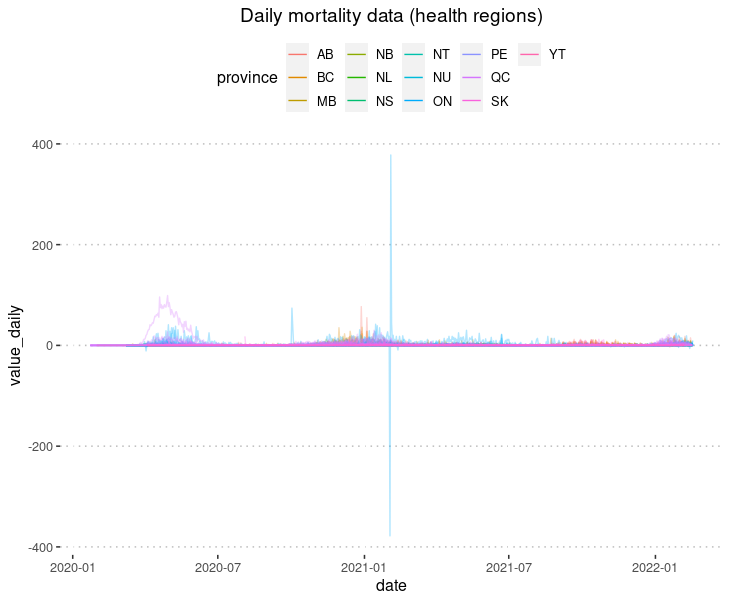 Daily mortality data (health regions)
province
AB NB NT PE YT
BC NL NU QC
MB NS ON SK
value_daily
400
200
0
-200
-400
2020-01 2020-07 2021-01 2021-07 2022-01
date